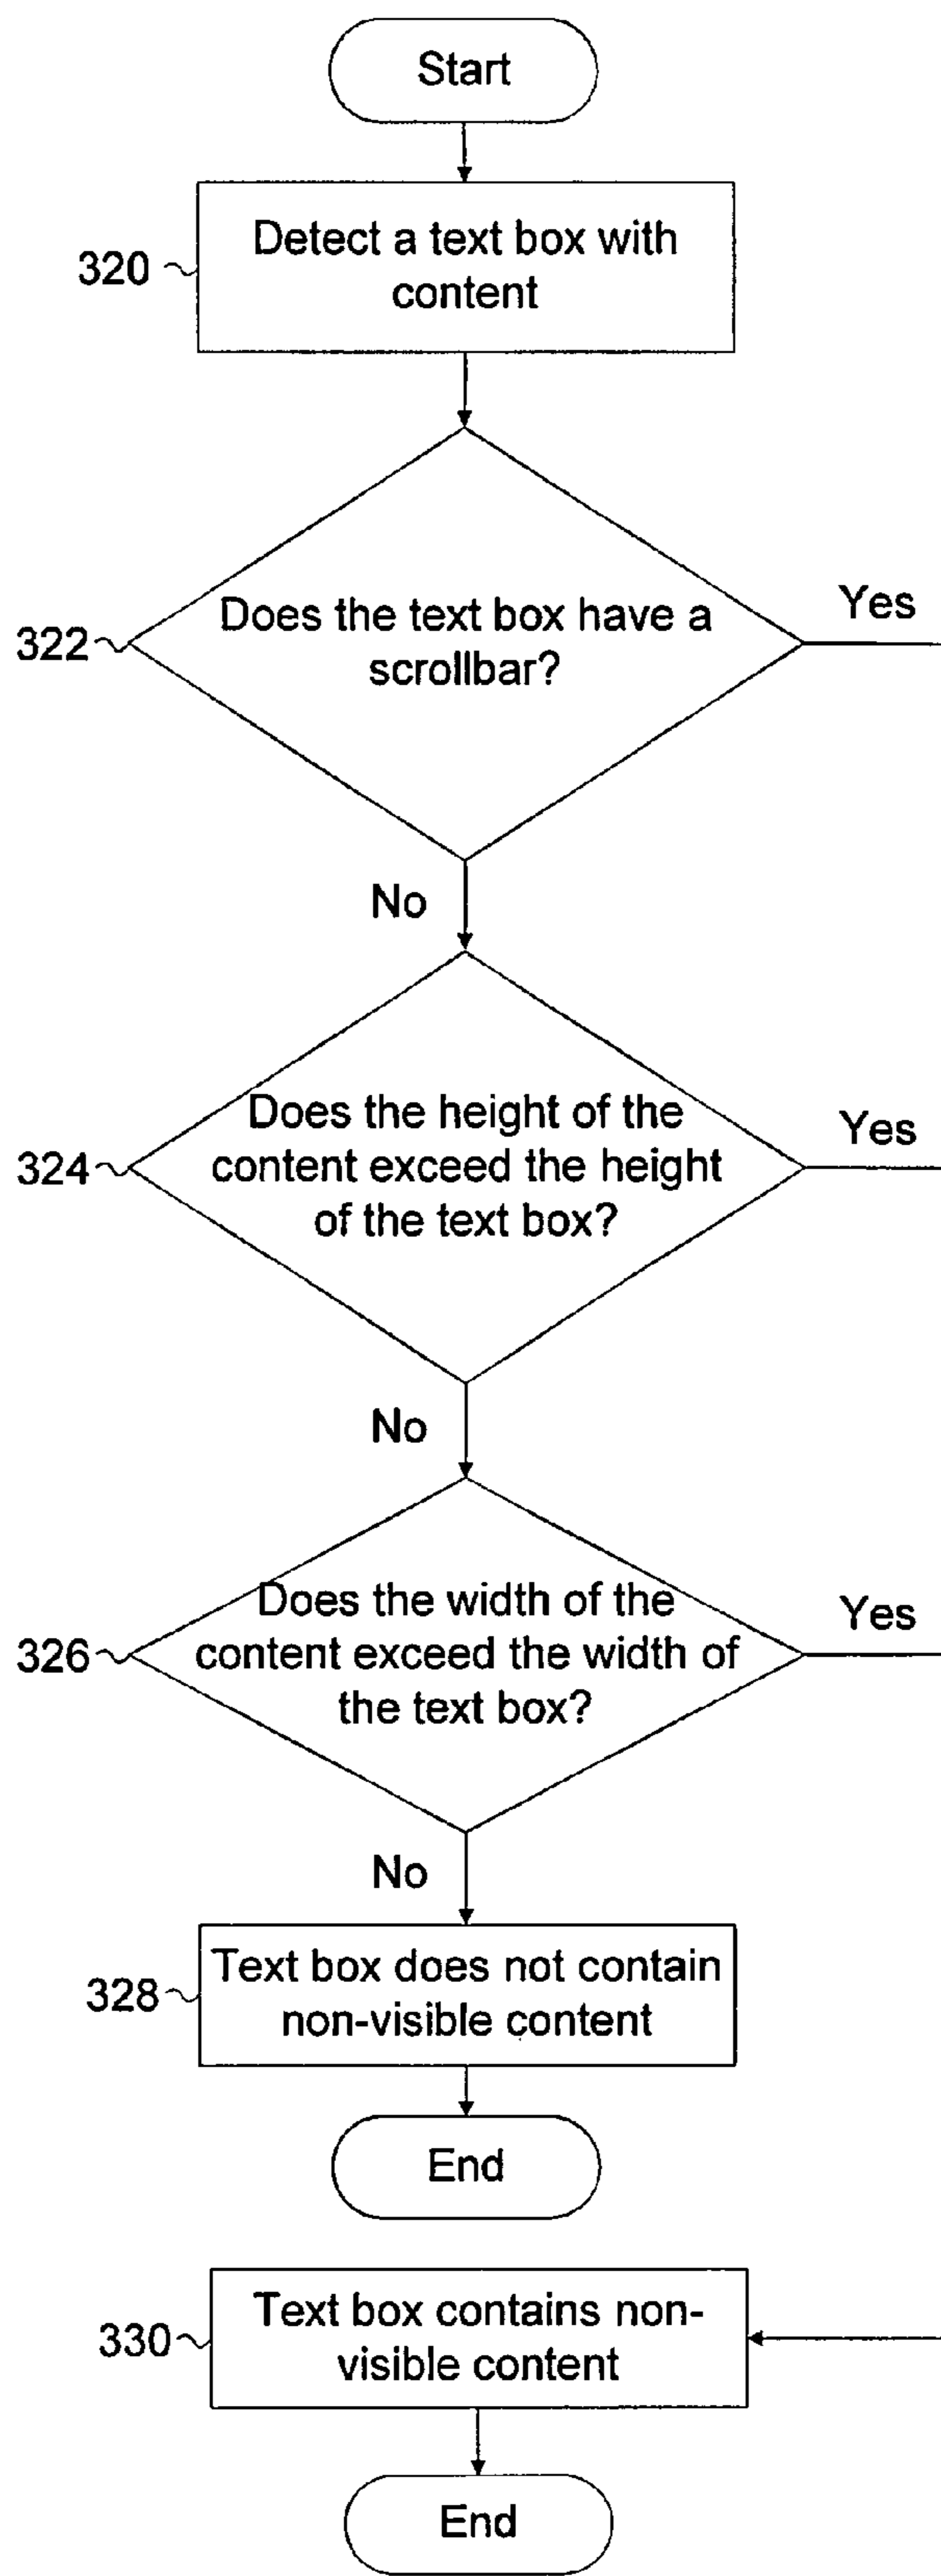 Start
320
Detect a text box with
content
322
Does the text box have a
scrollbar?
Yes
No
324
Does the height of the
content exceed the height
of the text box?
Yes
No
326
Does the width of the
content exceed the width of
the text box?
Yes
No
328
Text box does not contain
non-visible content
End
330
Text box contains non-
visible content
End